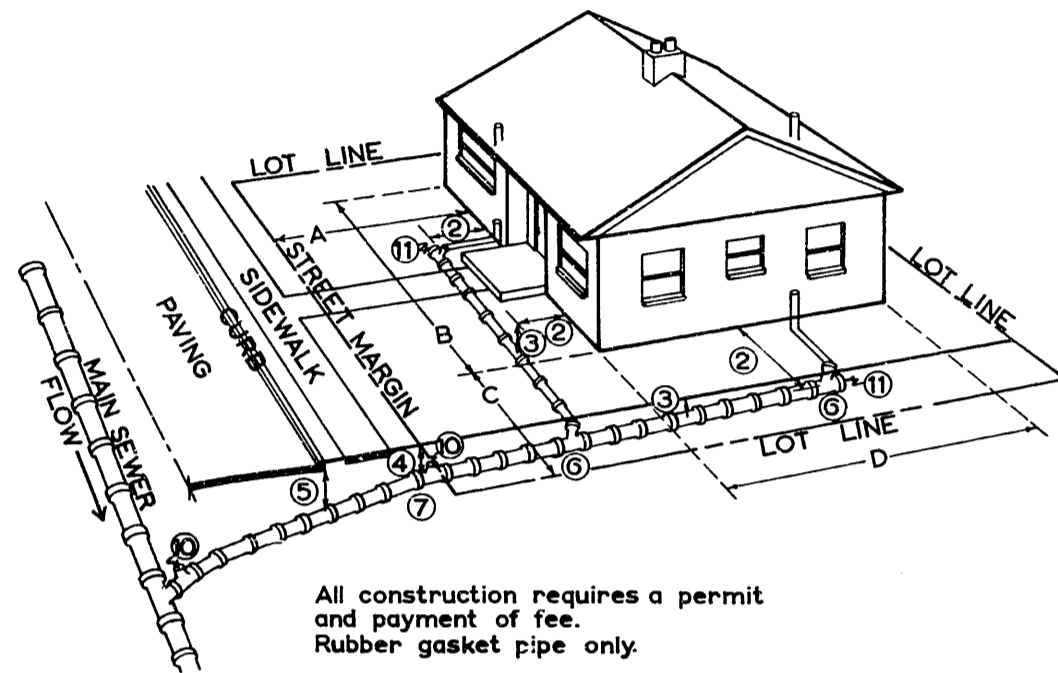 LOT LINE
A
②
⑪
STREET MARGIN
SIDEWALK
CURB
PAVING
MAIN SEWER
FLOW
B
③
②
C
②
LOT LINE
③
⑪
⑥
LOT LINE
D
④
⑩
⑥
⑤
⑦
⑩
All construction requires a permit
and payment of fee.
Rubber gasket pipe only.